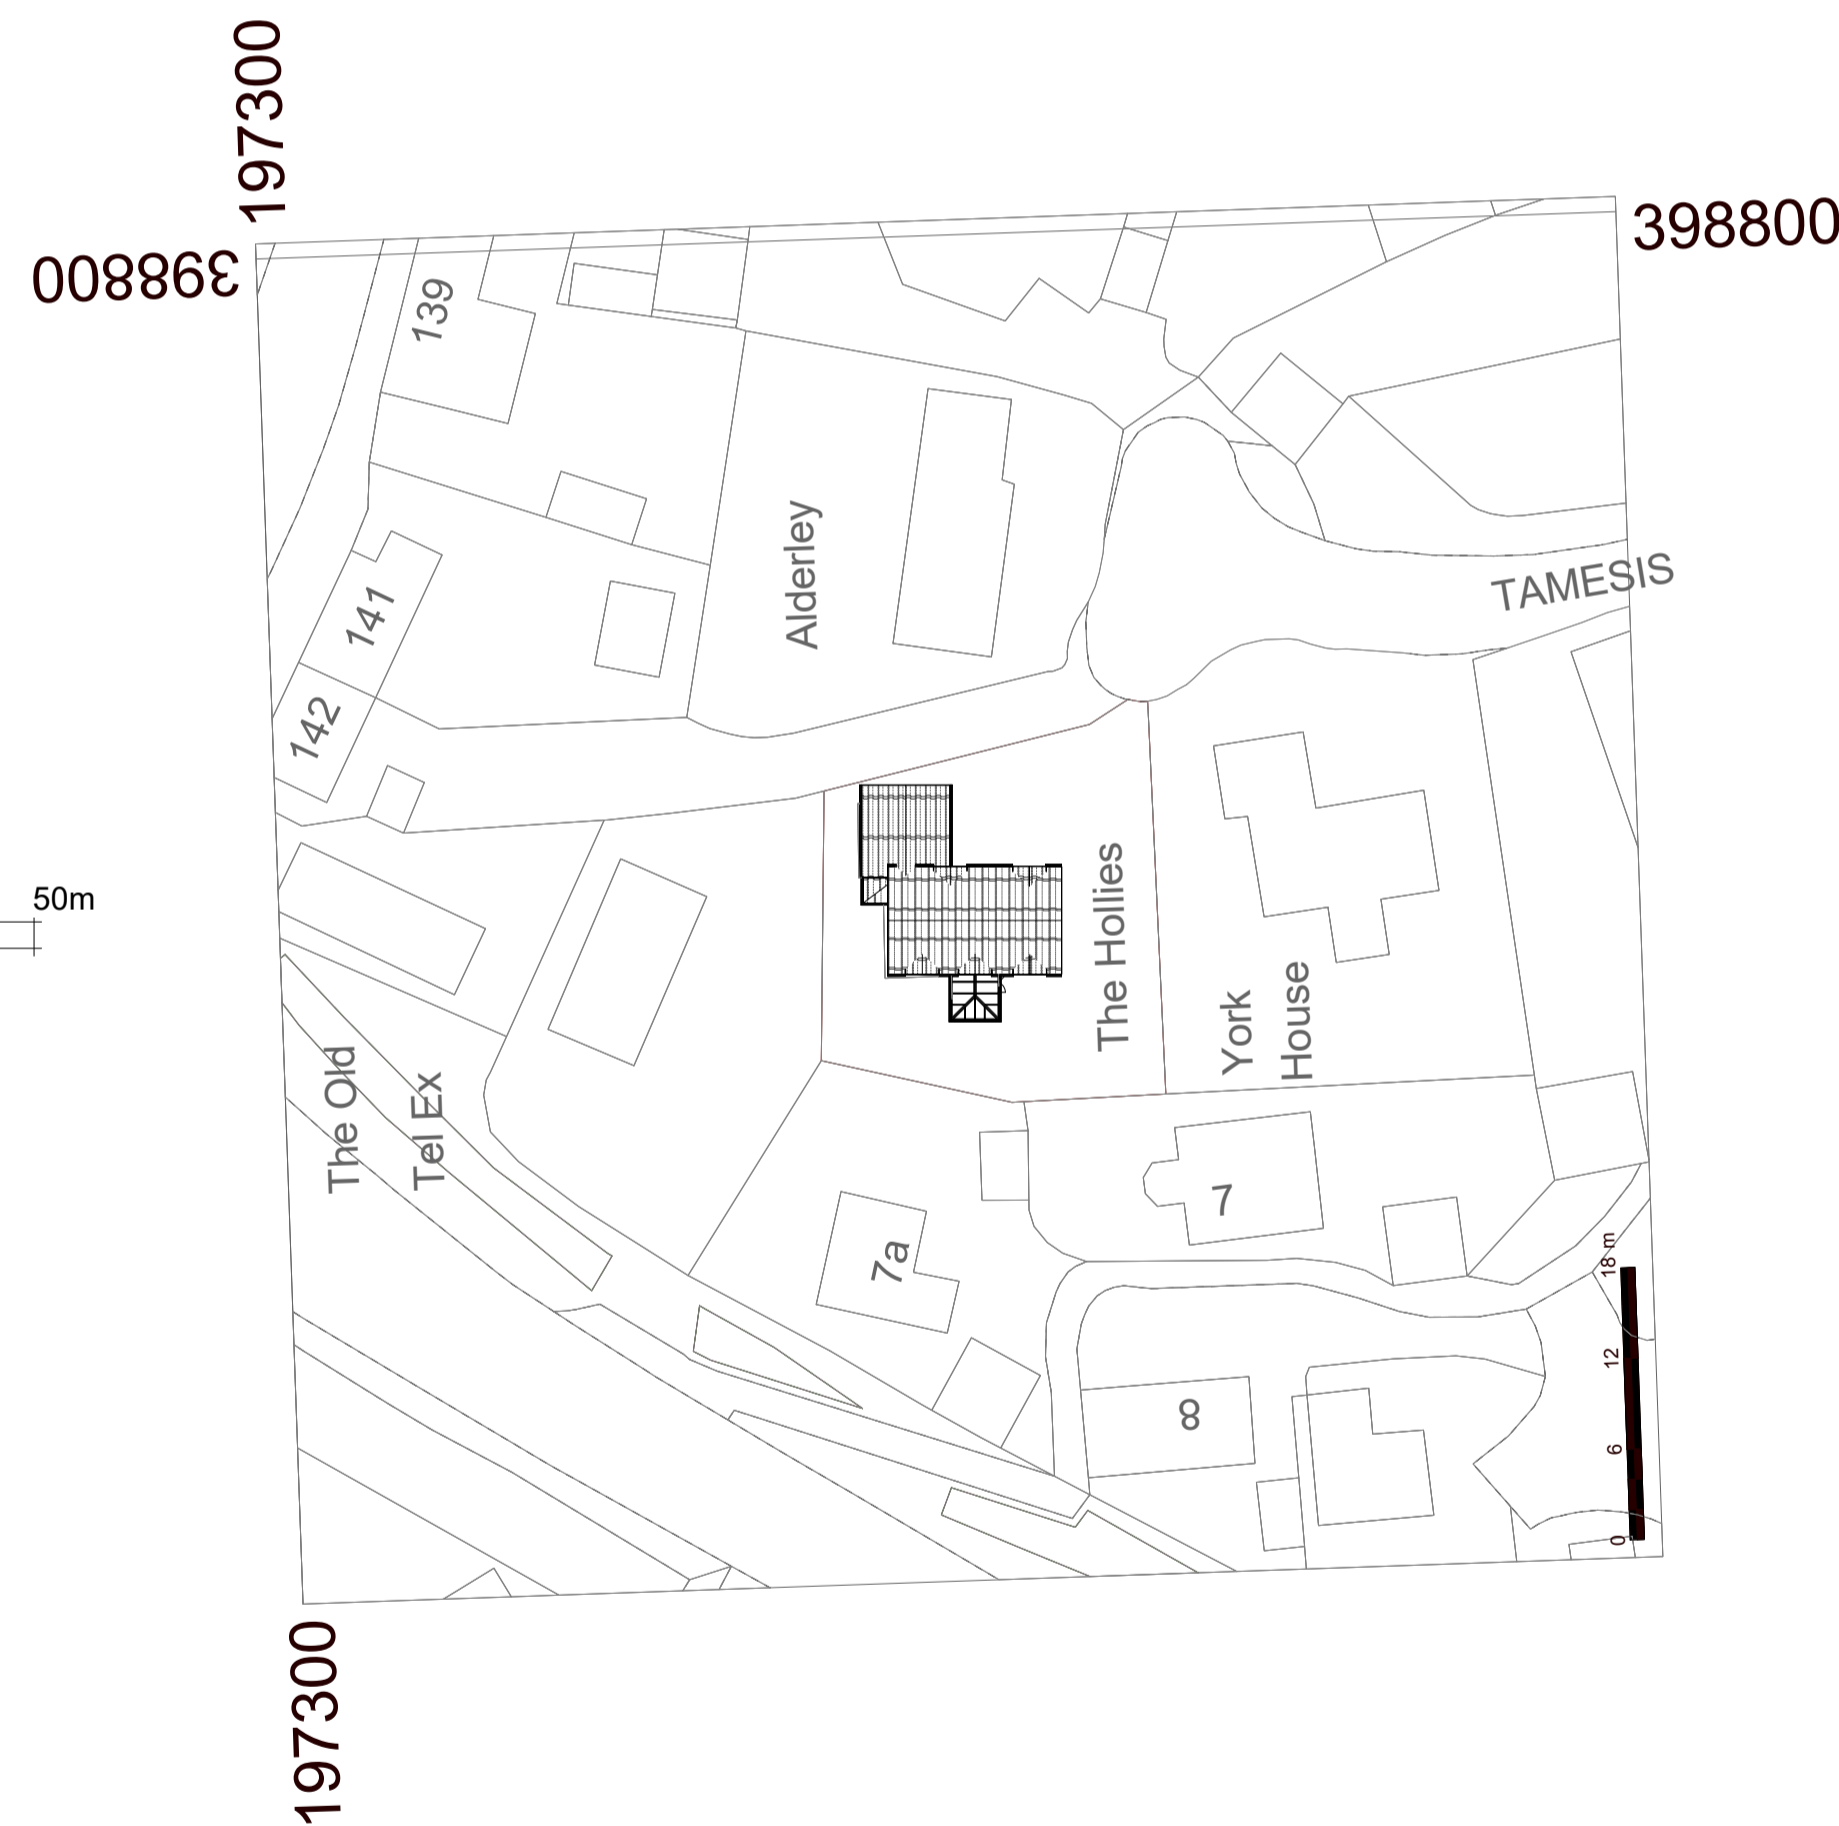 197300
398800
398800
139
Alderley
TAMESIS
141
142
50m
The Hollies
York
House
The Old
Tel Ex
7
7a
18 m
12
8
6
0
197300